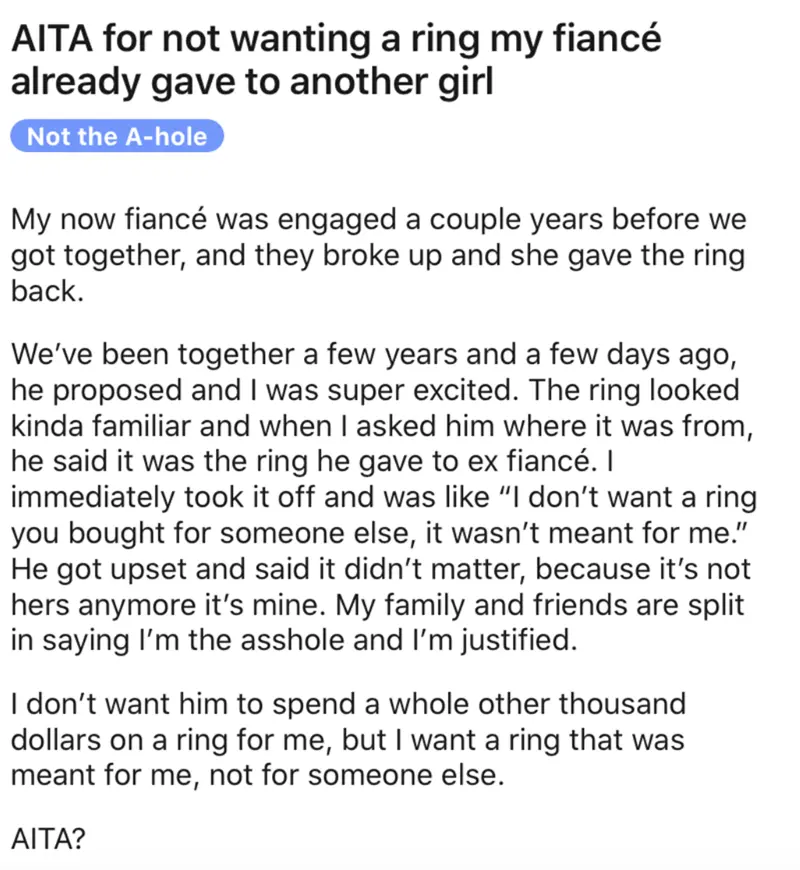 AITA for not wanting a ring my fiancé
already gave to another girl
Not the A-hole
My now fiancé was engaged a couple years before we
got together, and they broke up and she gave the ring
back.
We’ve been together a few years and a few days ago,
he proposed and I was super excited. The ring looked
kinda familiar and when I asked him where it was from,
he said it was the ring he gave to ex fiancé. I
immediately took it off and was like “I don’t want a ring
you bought for someone else, it wasn’t meant for me.”
He got upset and said it didn’t matter, because it’s not
hers anymore it’s mine. My family and friends are split
in saying I’m the asshole and I’m justified.
I don’t want him to spend a whole other thousand
dollars on a ring for me, but I want a ring that was
meant for me, not for someone else.
AITA?